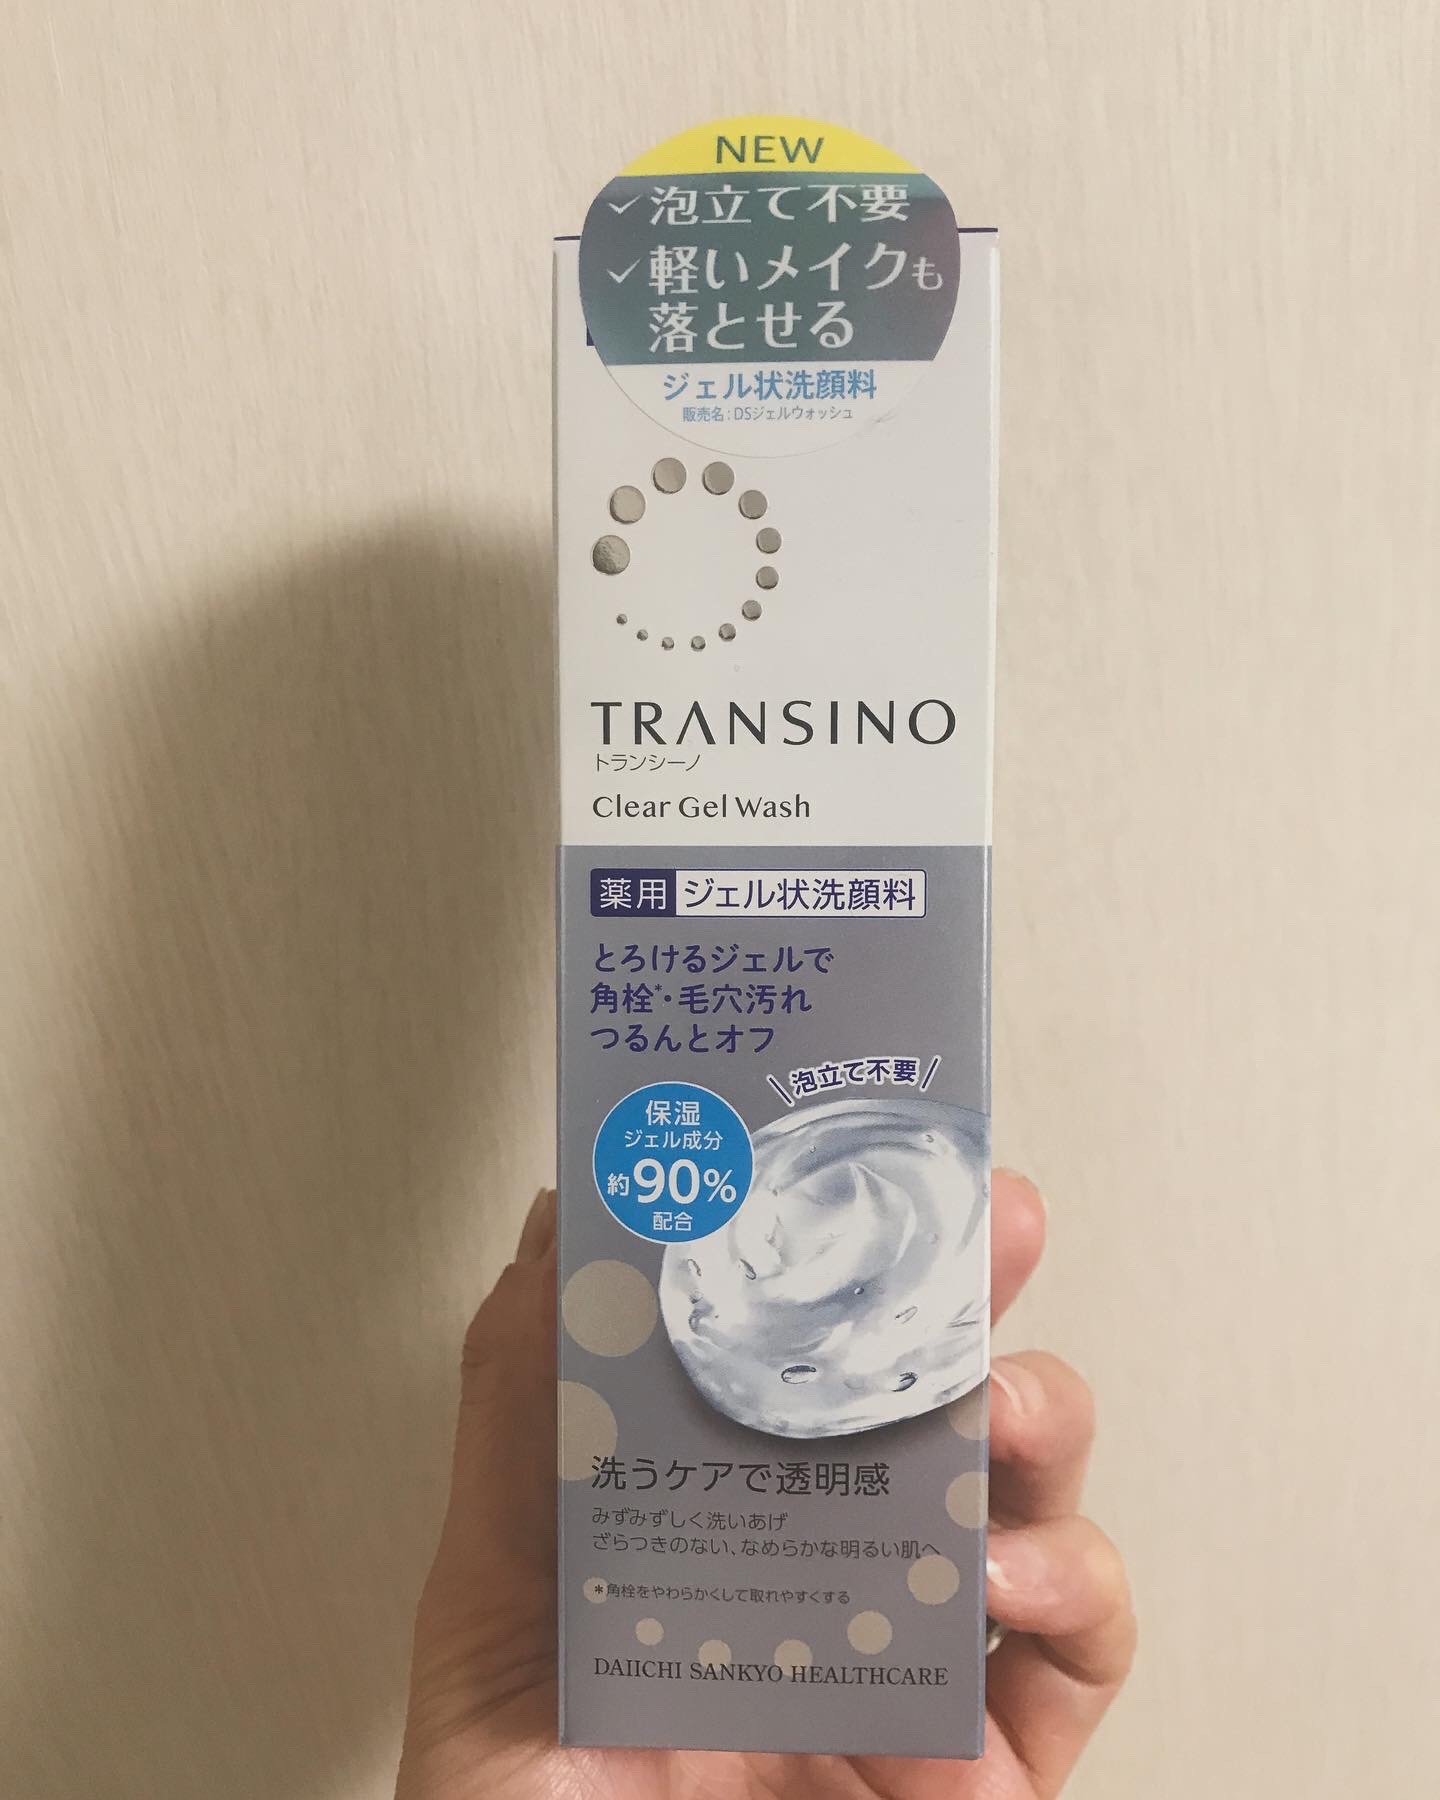 NEW
✓泡立て不要
✓軽いメイクも
落とせる
ジェル状洗顔料
販売名:DSジェルウォッシュ
TRANSINO
トランシーノ
Clear Gel Wash
薬用 ジェル状洗顔料
とろけるジェルで
角栓*・毛穴汚れ
つるんとオフ
\泡立て不要/
保湿
ジェル成分
約90%
配合
洗うケアで透明感
みずみずしく洗いあげ
ざらつきのない、なめらかな明るい肌へ
*角栓をやわらかくして取れやすくする
DAIICHI SANKYO HEALTHCARE